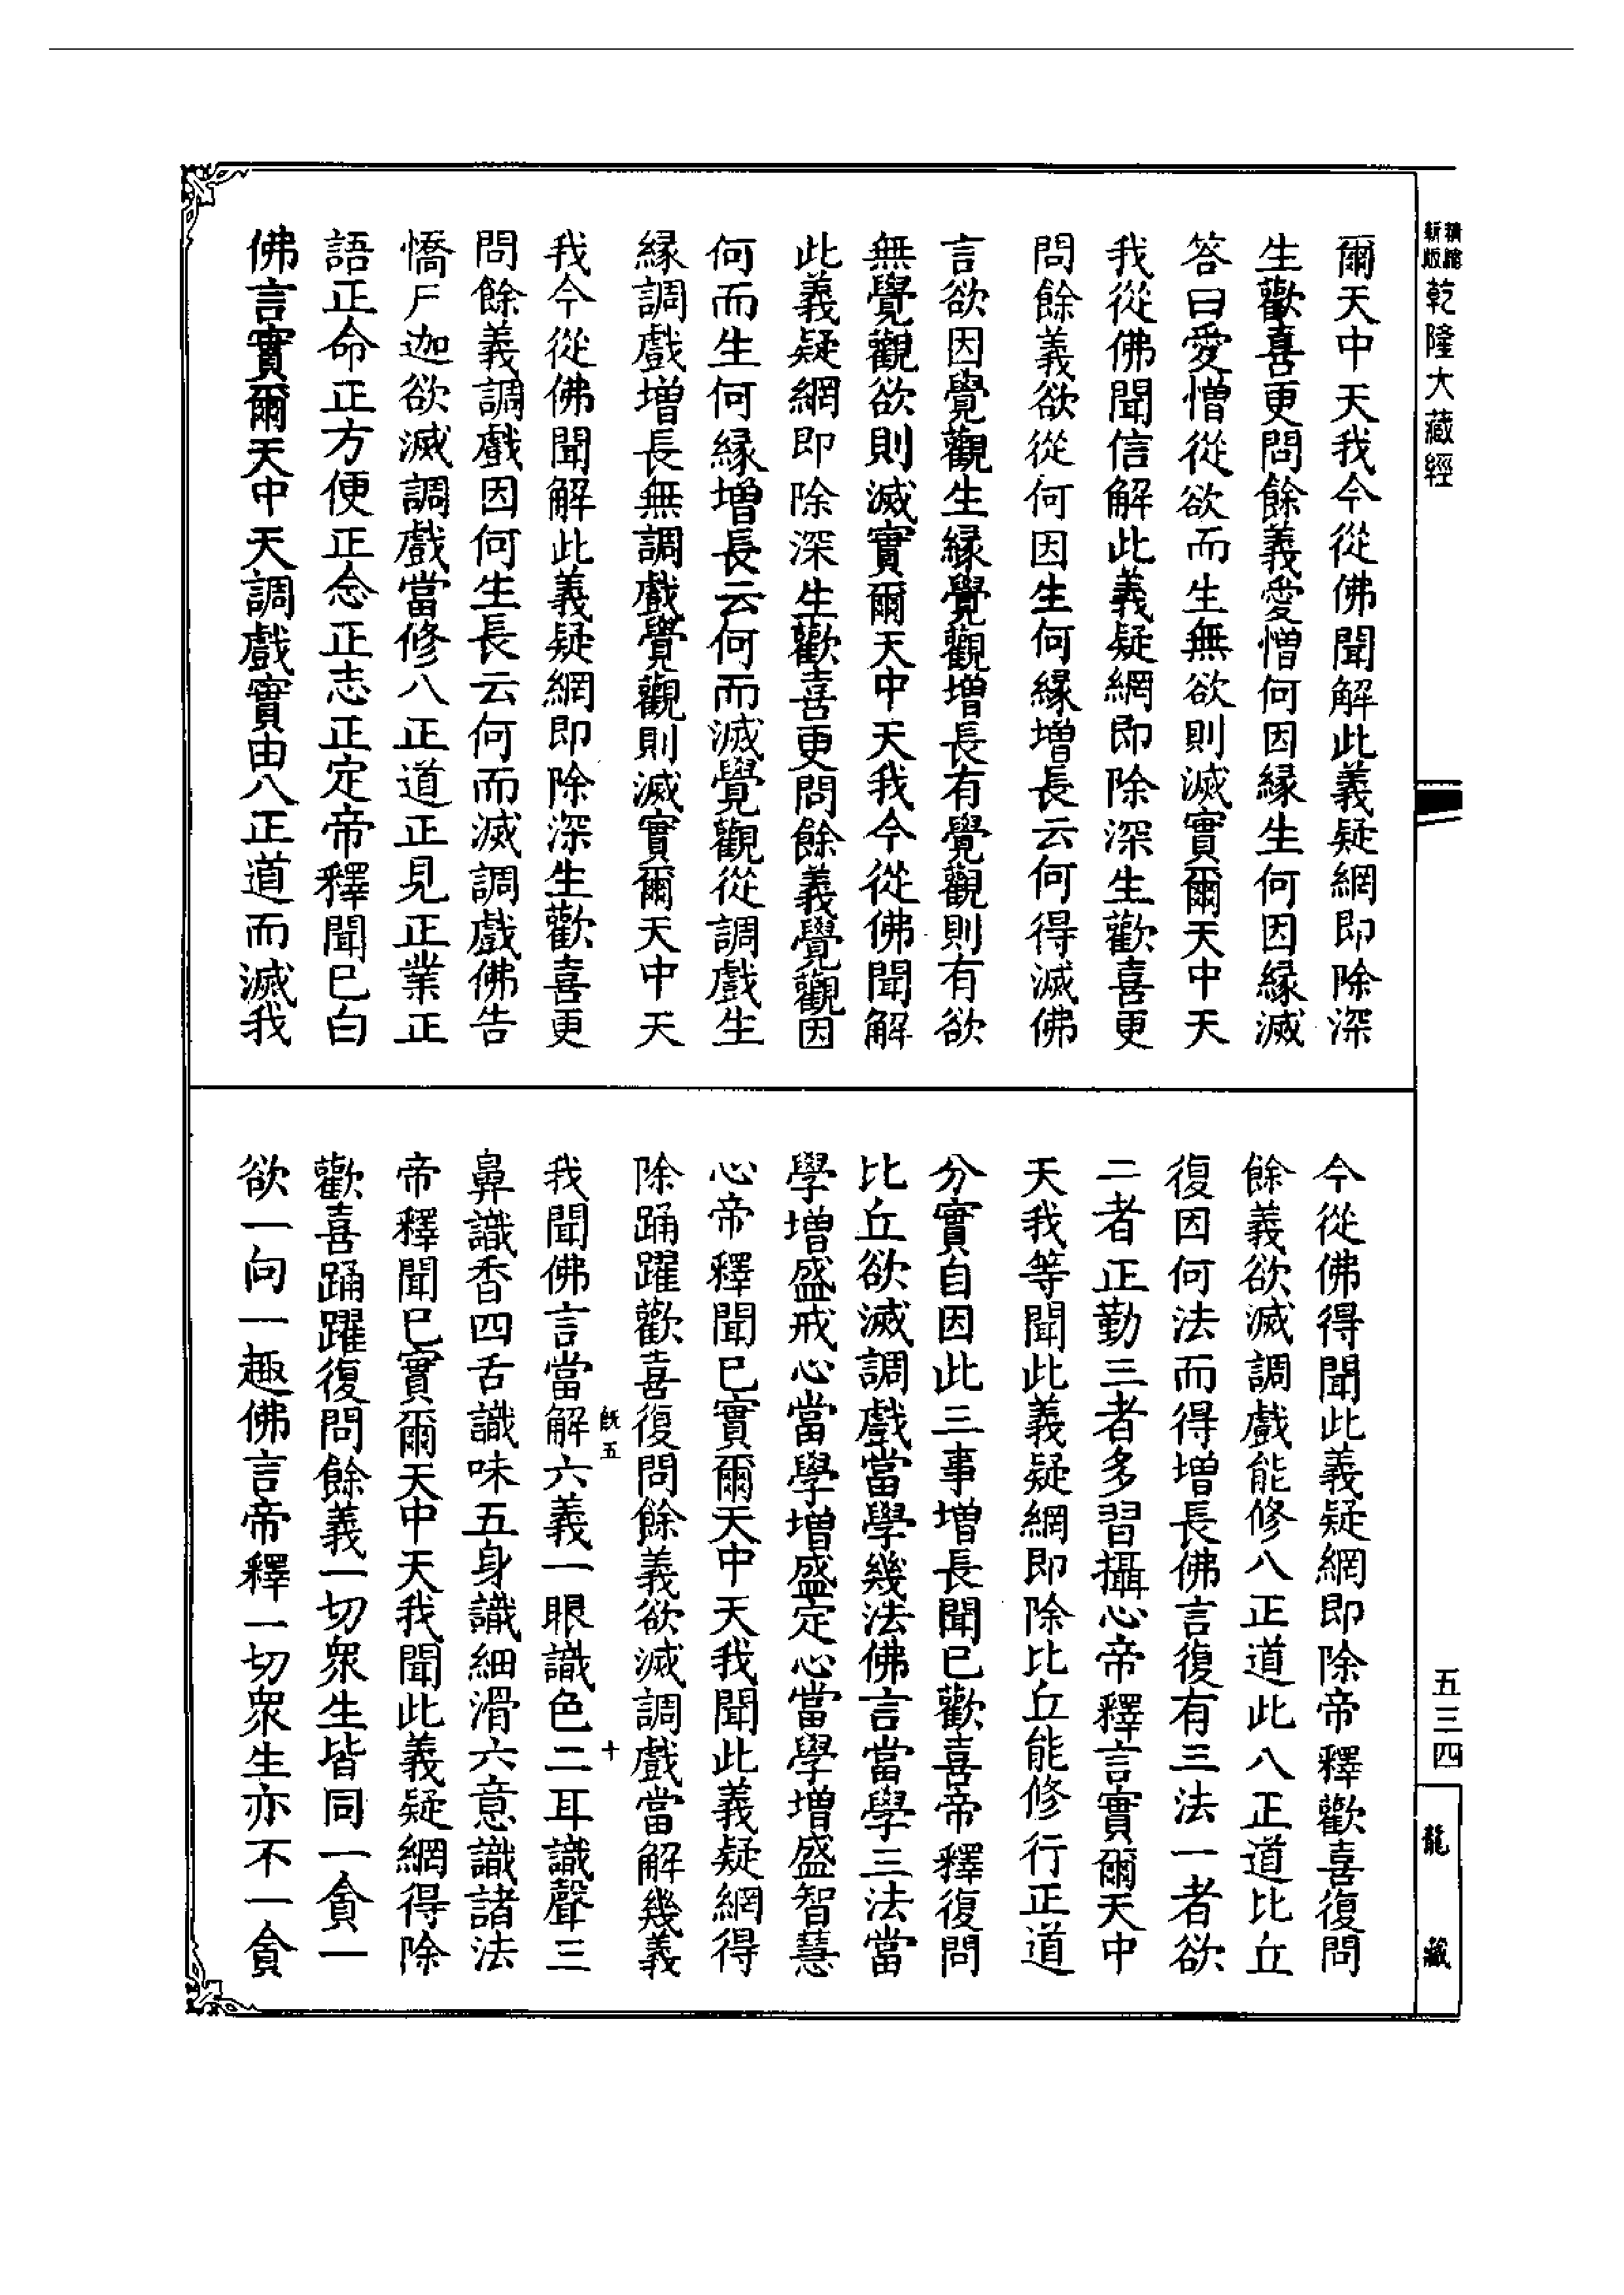 精縮
新版
乾隆大藏經
五三四
龍藏
爾天中天我今從佛聞解此義疑網即除深
生歡喜更問餘義愛憎何因緣生何因緣滅
答曰愛憎從欲而生無欲則滅實爾天中天
我從佛聞信解此義疑網即除深生歡喜更
問餘義欲從何因生何緣增長云何得滅佛
言欲因覺觀生緣覺觀增長有覺觀則有欲
無覺觀欲則滅實爾天中天我今從佛聞解
此義疑網即除深生歡喜更問餘義覺觀因
何而生何緣增長云何而滅覺觀從調戲生
緣調戲增長無調戲覺觀則滅實爾天中天
我今從佛聞解此義疑網即除深生歡喜更
問餘義調戲因何生長云何而滅調戲佛告
憍尸迦欲滅調戲當修八正道正見正業正
語正命正方便正念正志正定帝釋聞已白
佛言實爾天中天調戲實由八正道而滅我
今從佛得聞此義疑網即除帝釋歡喜復問
餘義欲滅調戲能修八正道此八正道比丘
復因何法而得增長佛言復有三法一者欲
二者正勤三者多習攝心帝釋言實爾天中
天我等聞此義疑網即除比丘能修行正道
分實自因此三事增長聞已歡喜帝釋復問
比丘欲滅調戲當學幾法佛言當學三法當
學增盛戒心當學增盛定心當學增盛智慧
心帝釋聞已實爾天中天我聞此義疑網得
除踊躍歡喜復問餘義欲滅調戲當解幾義
既五 十
我聞佛言當解六義一眼識色二耳識聲三
鼻識香四舌識味五身識細滑六意識諸法
帝釋聞已實爾天中天我聞此義疑網得除
歡喜踊躍復問餘義一切眾生皆同一貪一
欲一向一趣佛言帝釋一切眾生亦不一貪